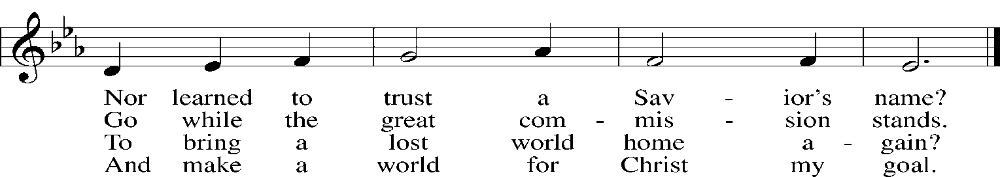 Nor learned to trust a Sav - ior's name?
Go while the great com - mis - sion stands.
To bring a lost world home a - gain?
And make a world for Christ my goal.